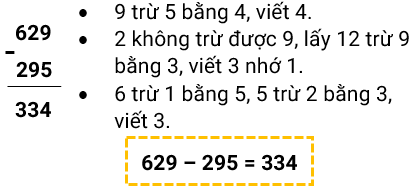 629
-
295
334
• 9 trừ 5 bằng 4, viết 4.
• 2 không trừ được 9, lấy 12 trừ 9
bằng 3, viết 3 nhớ 1.
• 6 trừ 1 bằng 5, 5 trừ 2 bằng 3,
viết 3.
629 – 295 = 334